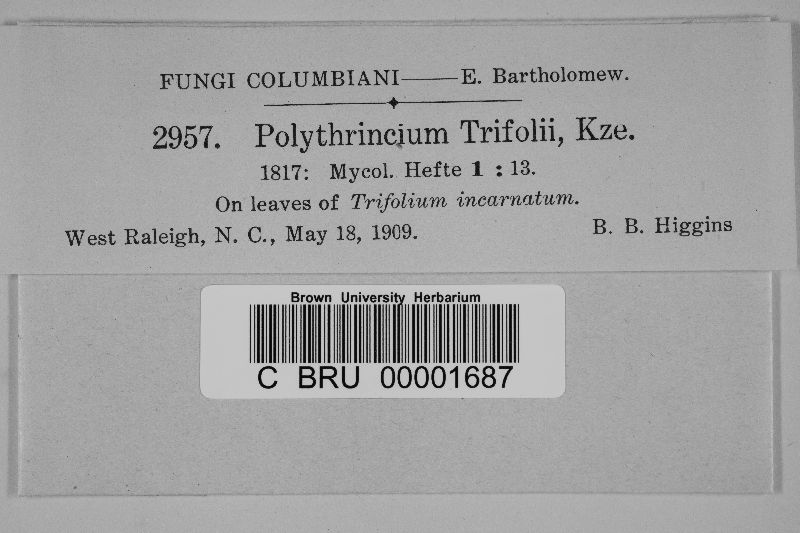 FUNGI COLUMBIANI——E. Bartholomew.
2957. Polythrincium Trifolii, Kze.
1817: Mycol. Hefte 1 : 13.
On leaves of Trifolium incarnatum.
West Raleigh, N. C., May 18, 1909. B. B. Higgins
Brown University Herbarium
C BRU 00001687